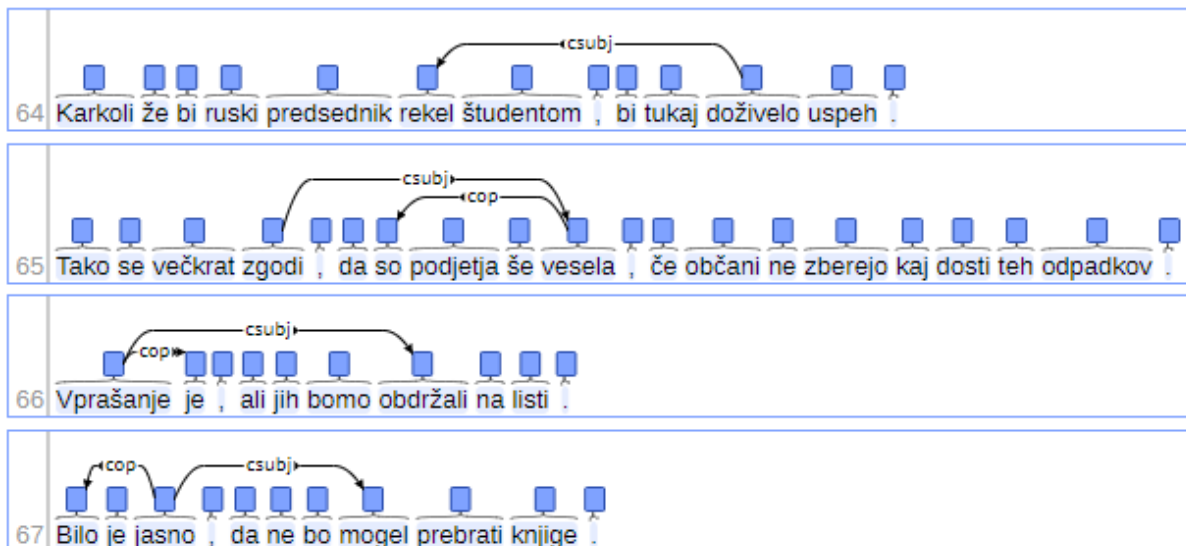 csubj
64 Karkoli že bi ruski predsednik rekel študentom , bi tukaj doživelo uspeh .
csubj
cop
65 Tako se večkrat zgodi , da so podjetja še vesela , če občani ne zberejo kaj dosti teh odpadkov .
csubj
cop
66 Vprašanje je , ali jih bomo obdržali na listi .
cop csubj
67 Bilo je jasno , da ne bo mogel prebrati knjige .